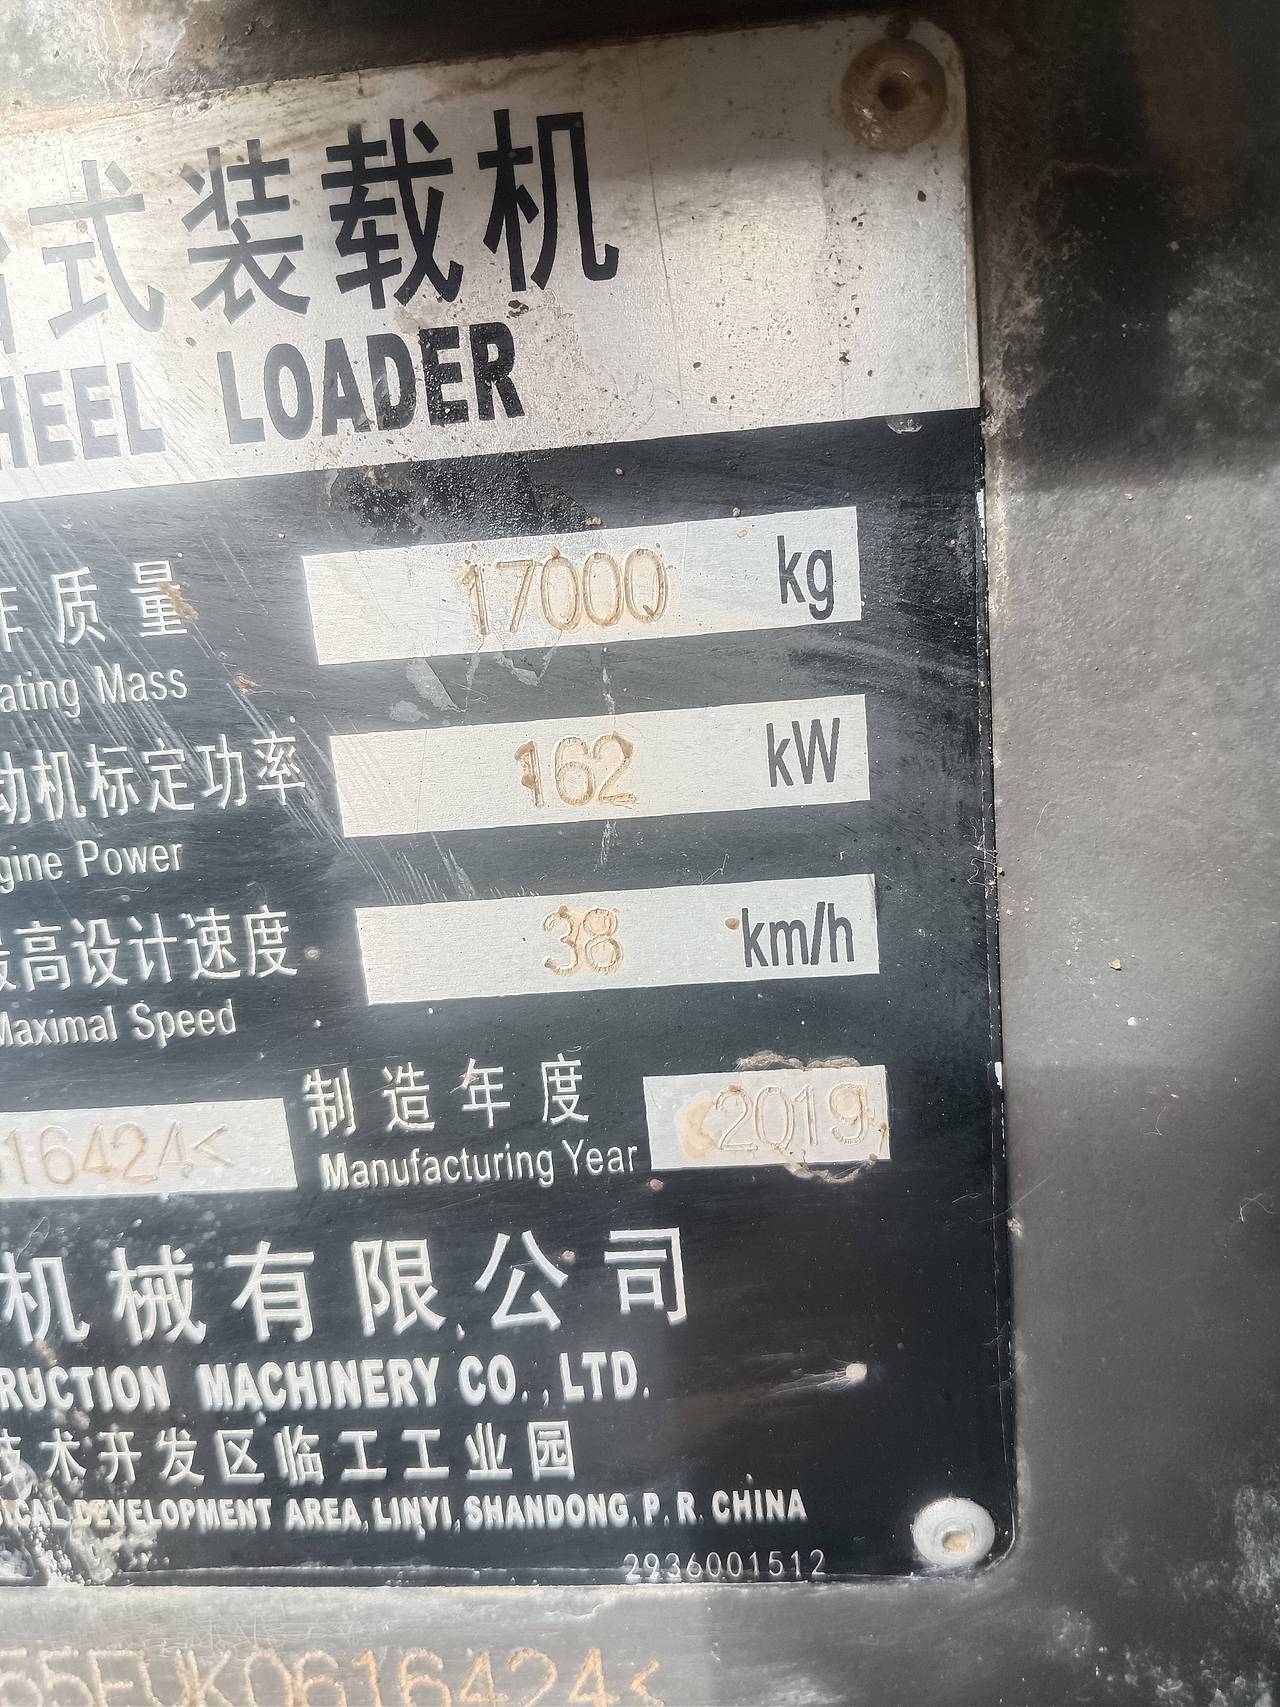 式装载机
HEEL LOADER
质量 17000 kg
ating Mass
动机标定功率 162 kW
gine Power
最高设计速度 38 km/h
Maximal Speed
16424< 制造年度 2019
Manufacturing Year
机械有限公司
RUCTION MACHINERY CO., LTD.
技术开发区临工工业园
ICAL DEVELOPMENT AREA, LINYI, SHANDONG, P. R. CHINA
2936001512
55FUK0616424<